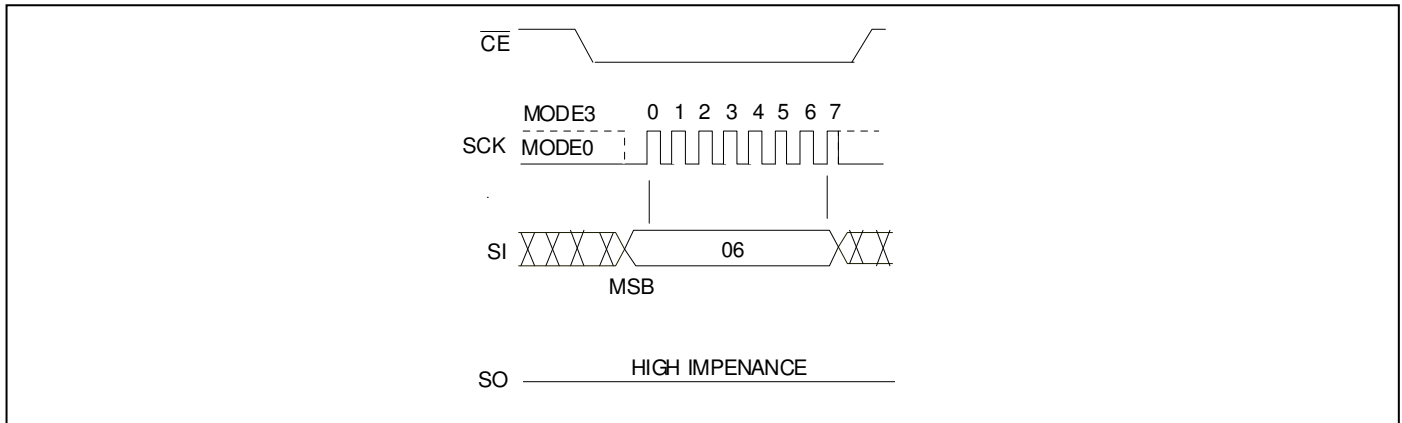 CE
MODE3 0 1 2 3 4 5 6 7
SCK MODE0
SI 06
MSB
SO HIGH IMPENANCE